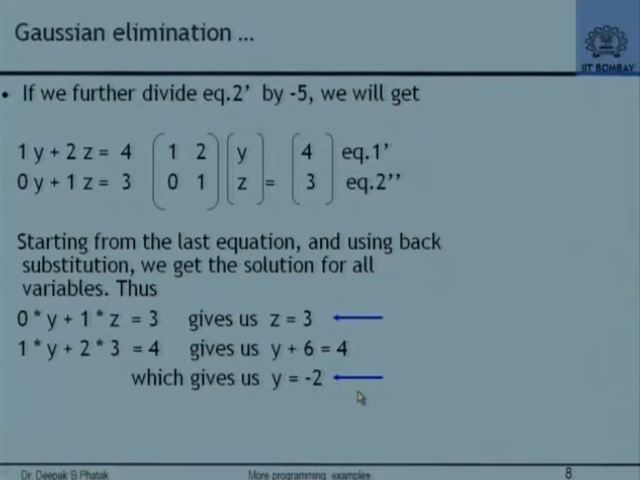 Gaussian elimination ...
IIT BOMBAY
• If we further divide eq.2’ by -5, we will get
1 y + 2 z = 4 ( 1 2 ) ( y ) ( 4 ) eq.1’
0 y + 1 z = 3 ( 0 1 ) ( z ) = ( 3 ) eq.2’’
Starting from the last equation, and using back
substitution, we get the solution for all
variables. Thus
0 * y + 1 * z = 3 gives us z = 3
1 * y + 2 * 3 = 4 gives us y + 6 = 4
which gives us y = -2
Dr. Deepak B Phatak More programming examples 8